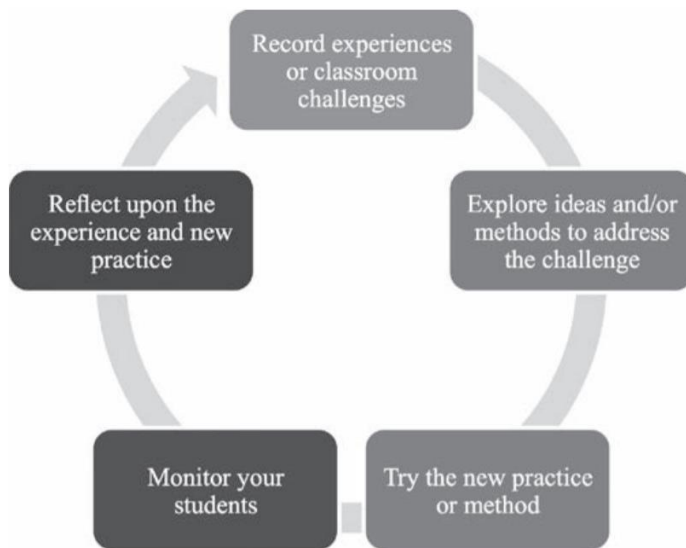 Record experiences
or classroom
challenges
Explore ideas and/or
methods to address
the challenge
Try the new practice
or method
Monitor your
students
Reflect upon the
experience and new
practice